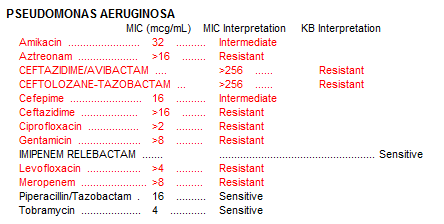 PSEUDOMONAS AERUGINOSA
MIC (mcg/mL) MIC Interpretation KB Interpretation
Amikacin ..................... 32 .......... Intermediate
Aztreonam .................. >16 .......... Resistant
CEFTAZIDIME/AVIBACTAM ... >256 ...... Resistant
CEFTOLOZANE-TAZOBACTAM ... >256 ...... Resistant
Cefepime .................... 16 .......... Intermediate
Ceftazidime ................ >16 .......... Resistant
Ciprofloxacin .............. >2 ............ Resistant
Gentamicin ................. >8 ............ Resistant
IMIPENEM RELEBACTAM ..... ............................................................ Sensitive
Levofloxacin ............... >4 ............ Resistant
Meropenem ................ >8 ............ Resistant
Piperacillin/Tazobactam . 16 .......... Sensitive
Tobramycin ................. 4 ............ Sensitive